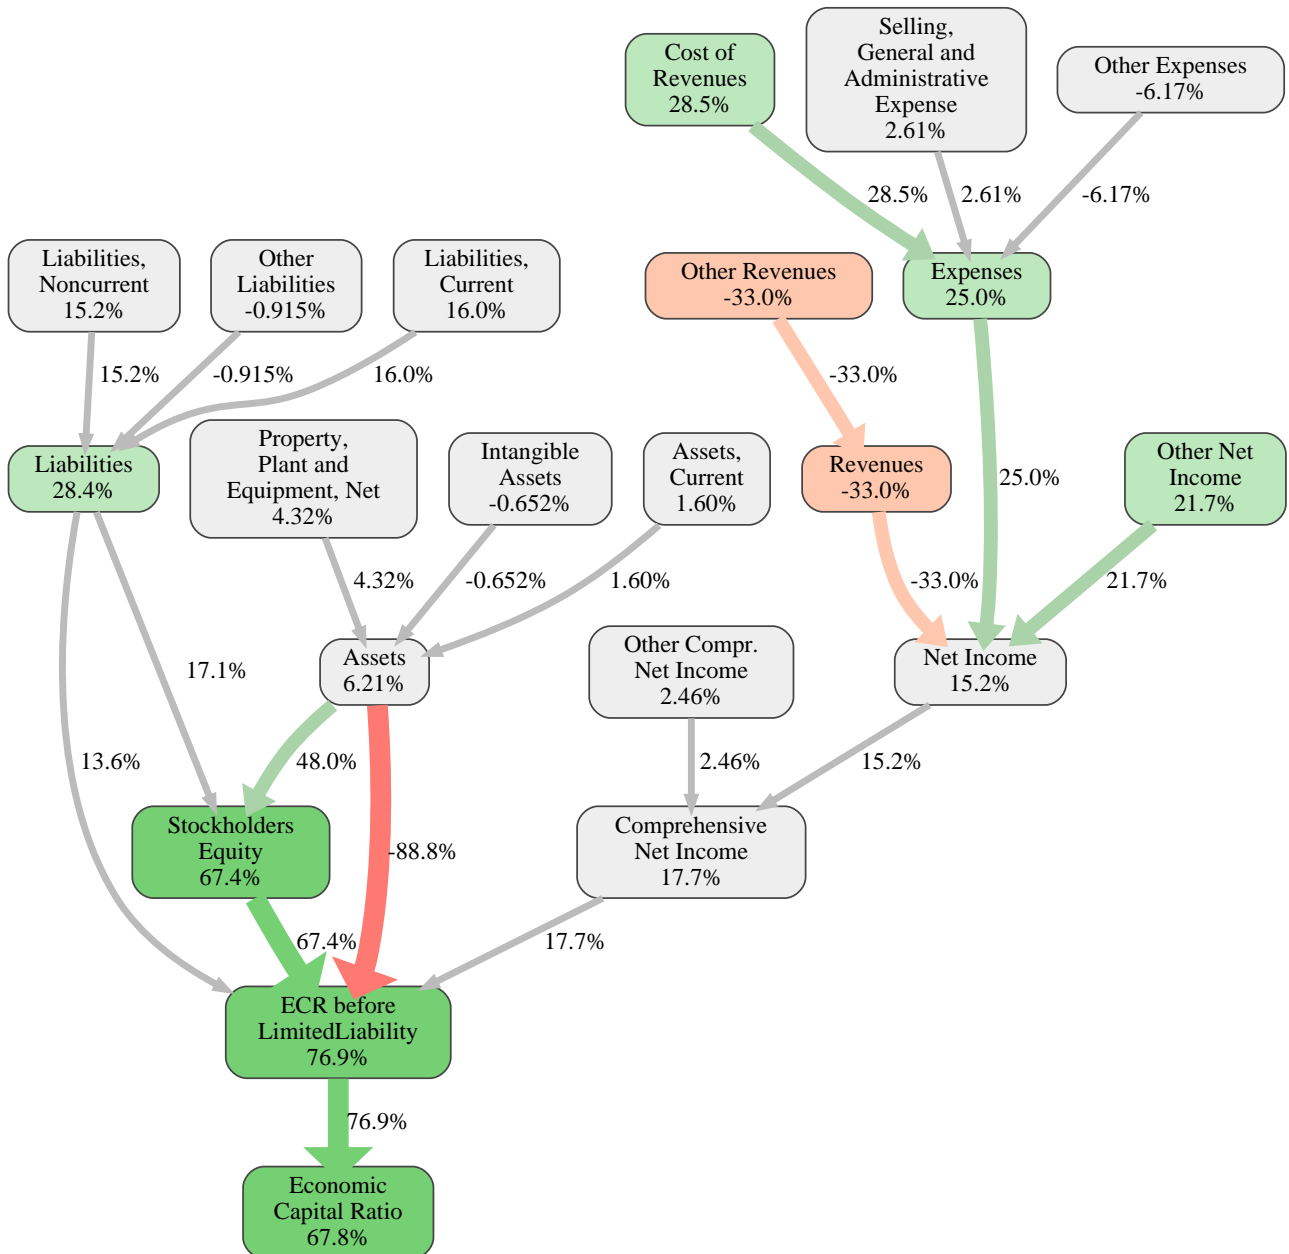 Cost of
Revenues
28.5%
Selling,
General and
Administrative
Expense
2.61%
Other Expenses
-6.17%
28.5%
2.61%
-6.17%
Liabilities,
Noncurrent
15.2%
Other
Liabilities
-0.915%
Liabilities,
Current
16.0%
Other Revenues
-33.0%
Expenses
25.0%
15.2%
-0.915%
16.0%
-33.0%
Liabilities
28.4%
Property,
Plant and
Equipment, Net
4.32%
Intangible
Assets
-0.652%
Assets,
Current
1.60%
Revenues
-33.0%
25.0%
Other Net
Income
21.7%
4.32%
-0.652%
1.60%
-33.0%
21.7%
17.1%
Assets
6.21%
Other Compr.
Net Income
2.46%
Net Income
15.2%
13.6%
48.0%
2.46%
15.2%
Stockholders
Equity
67.4%
-88.8%
Comprehensive
Net Income
17.7%
67.4%
17.7%
ECR before
LimitedLiability
76.9%
76.9%
Economic
Capital Ratio
67.8%